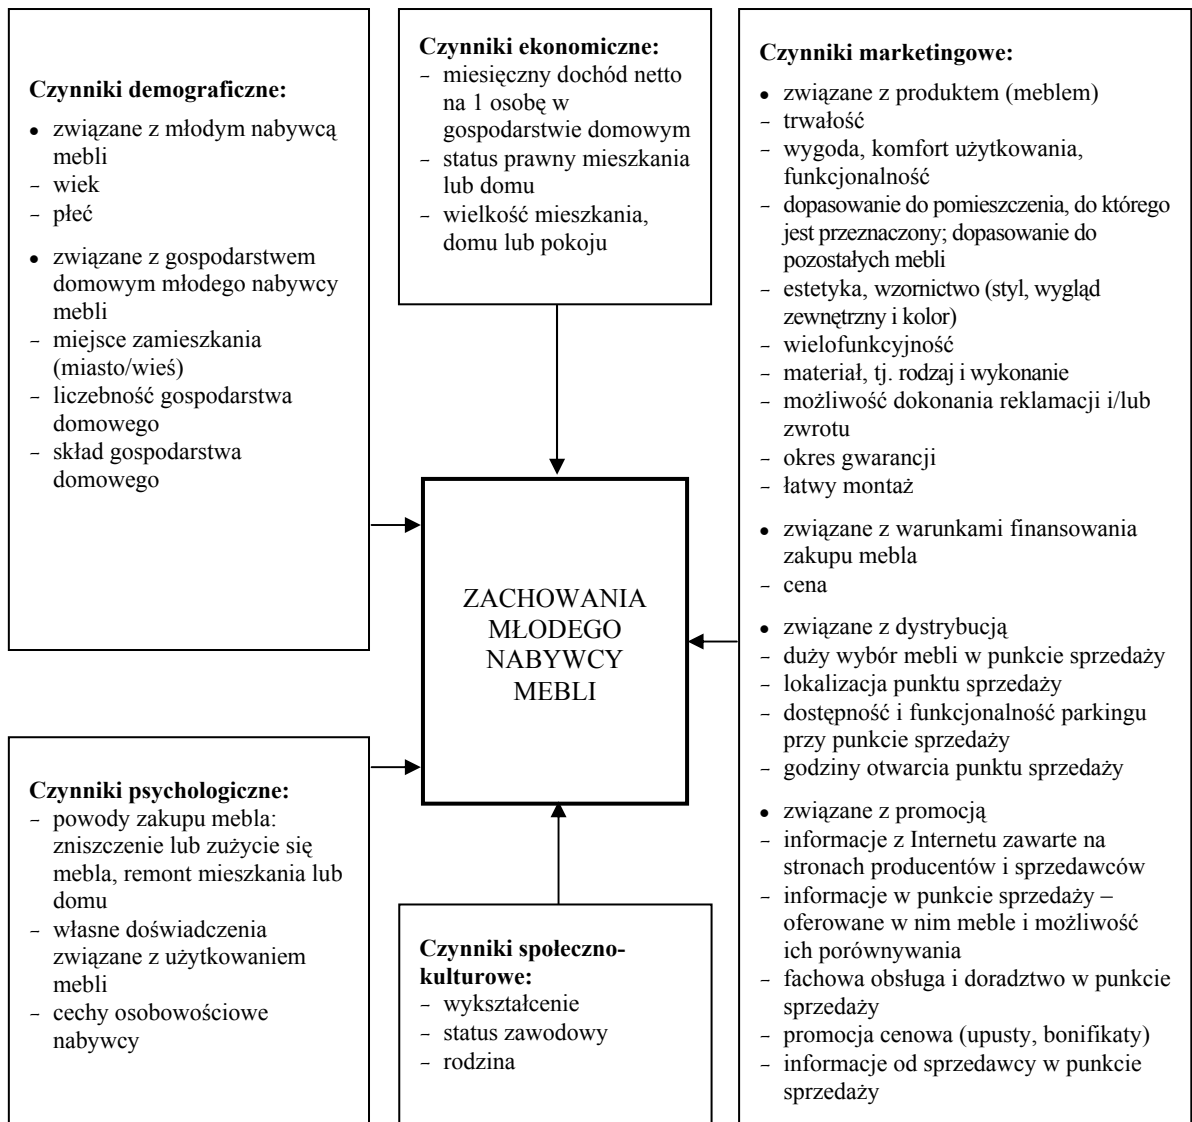 Czynniki demograficzne:
• związane z młodym nabywcą
mebli
- wiek
- płeć
• związane z gospodarstwem
domowym młodego nabywcy
mebli
- miejsce zamieszkania
(miasto/wieś)
- liczebność gospodarstwa
domowego
- skład gospodarstwa
domowego
Czynniki ekonomiczne:
- miesięczny dochód netto
na 1 osobę w
gospodarstwie domowym
- status prawny mieszkania
lub domu
- wielkość mieszkania,
domu lub pokoju
Czynniki marketingowe:
• związane z produktem (meblem)
- trwałość
- wygoda, komfort użytkowania,
funkcjonalność
- dopasowanie do pomieszczenia, do którego
jest przeznaczony; dopasowanie do
pozostałych mebli
- estetyka, wzornictwo (styl, wygląd
zewnętrzny i kolor)
- wielofunkcyjność
- materiał, tj. rodzaj i wykonanie
- możliwość dokonania reklamacji i/lub
zwrotu
- okres gwarancji
- łatwy montaż
• związane z warunkami finansowania
zakupu mebla
- cena
• związane z dystrybucją
- duży wybór mebli w punkcie sprzedaży
- lokalizacja punktu sprzedaży
- dostępność i funkcjonalność parkingu
przy punkcie sprzedaży
- godziny otwarcia punktu sprzedaży
• związane z promocją
- informacje z Internetu zawarte na
stronach producentów i sprzedawców
- informacje w punkcie sprzedaży –
oferowane w nim meble i możliwość
ich porównywania
- fachowa obsługa i doradztwo w punkcie
sprzedaży
- promocja cenowa (upusty, bonifikaty)
- informacje od sprzedawcy w punkcie
sprzedaży
ZACHOWANIA
MŁODEGO
NABYWCY
MEBLI
Czynniki psychologiczne:
- powody zakupu mebla:
zniszczenie lub zużycie się
mebla, remont mieszkania lub
domu
- własne doświadczenia
związane z użytkowaniem
mebli
- cechy osobowościowe
nabywcy
Czynniki społeczno-
kulturowe:
- wykształcenie
- status zawodowy
- rodzina